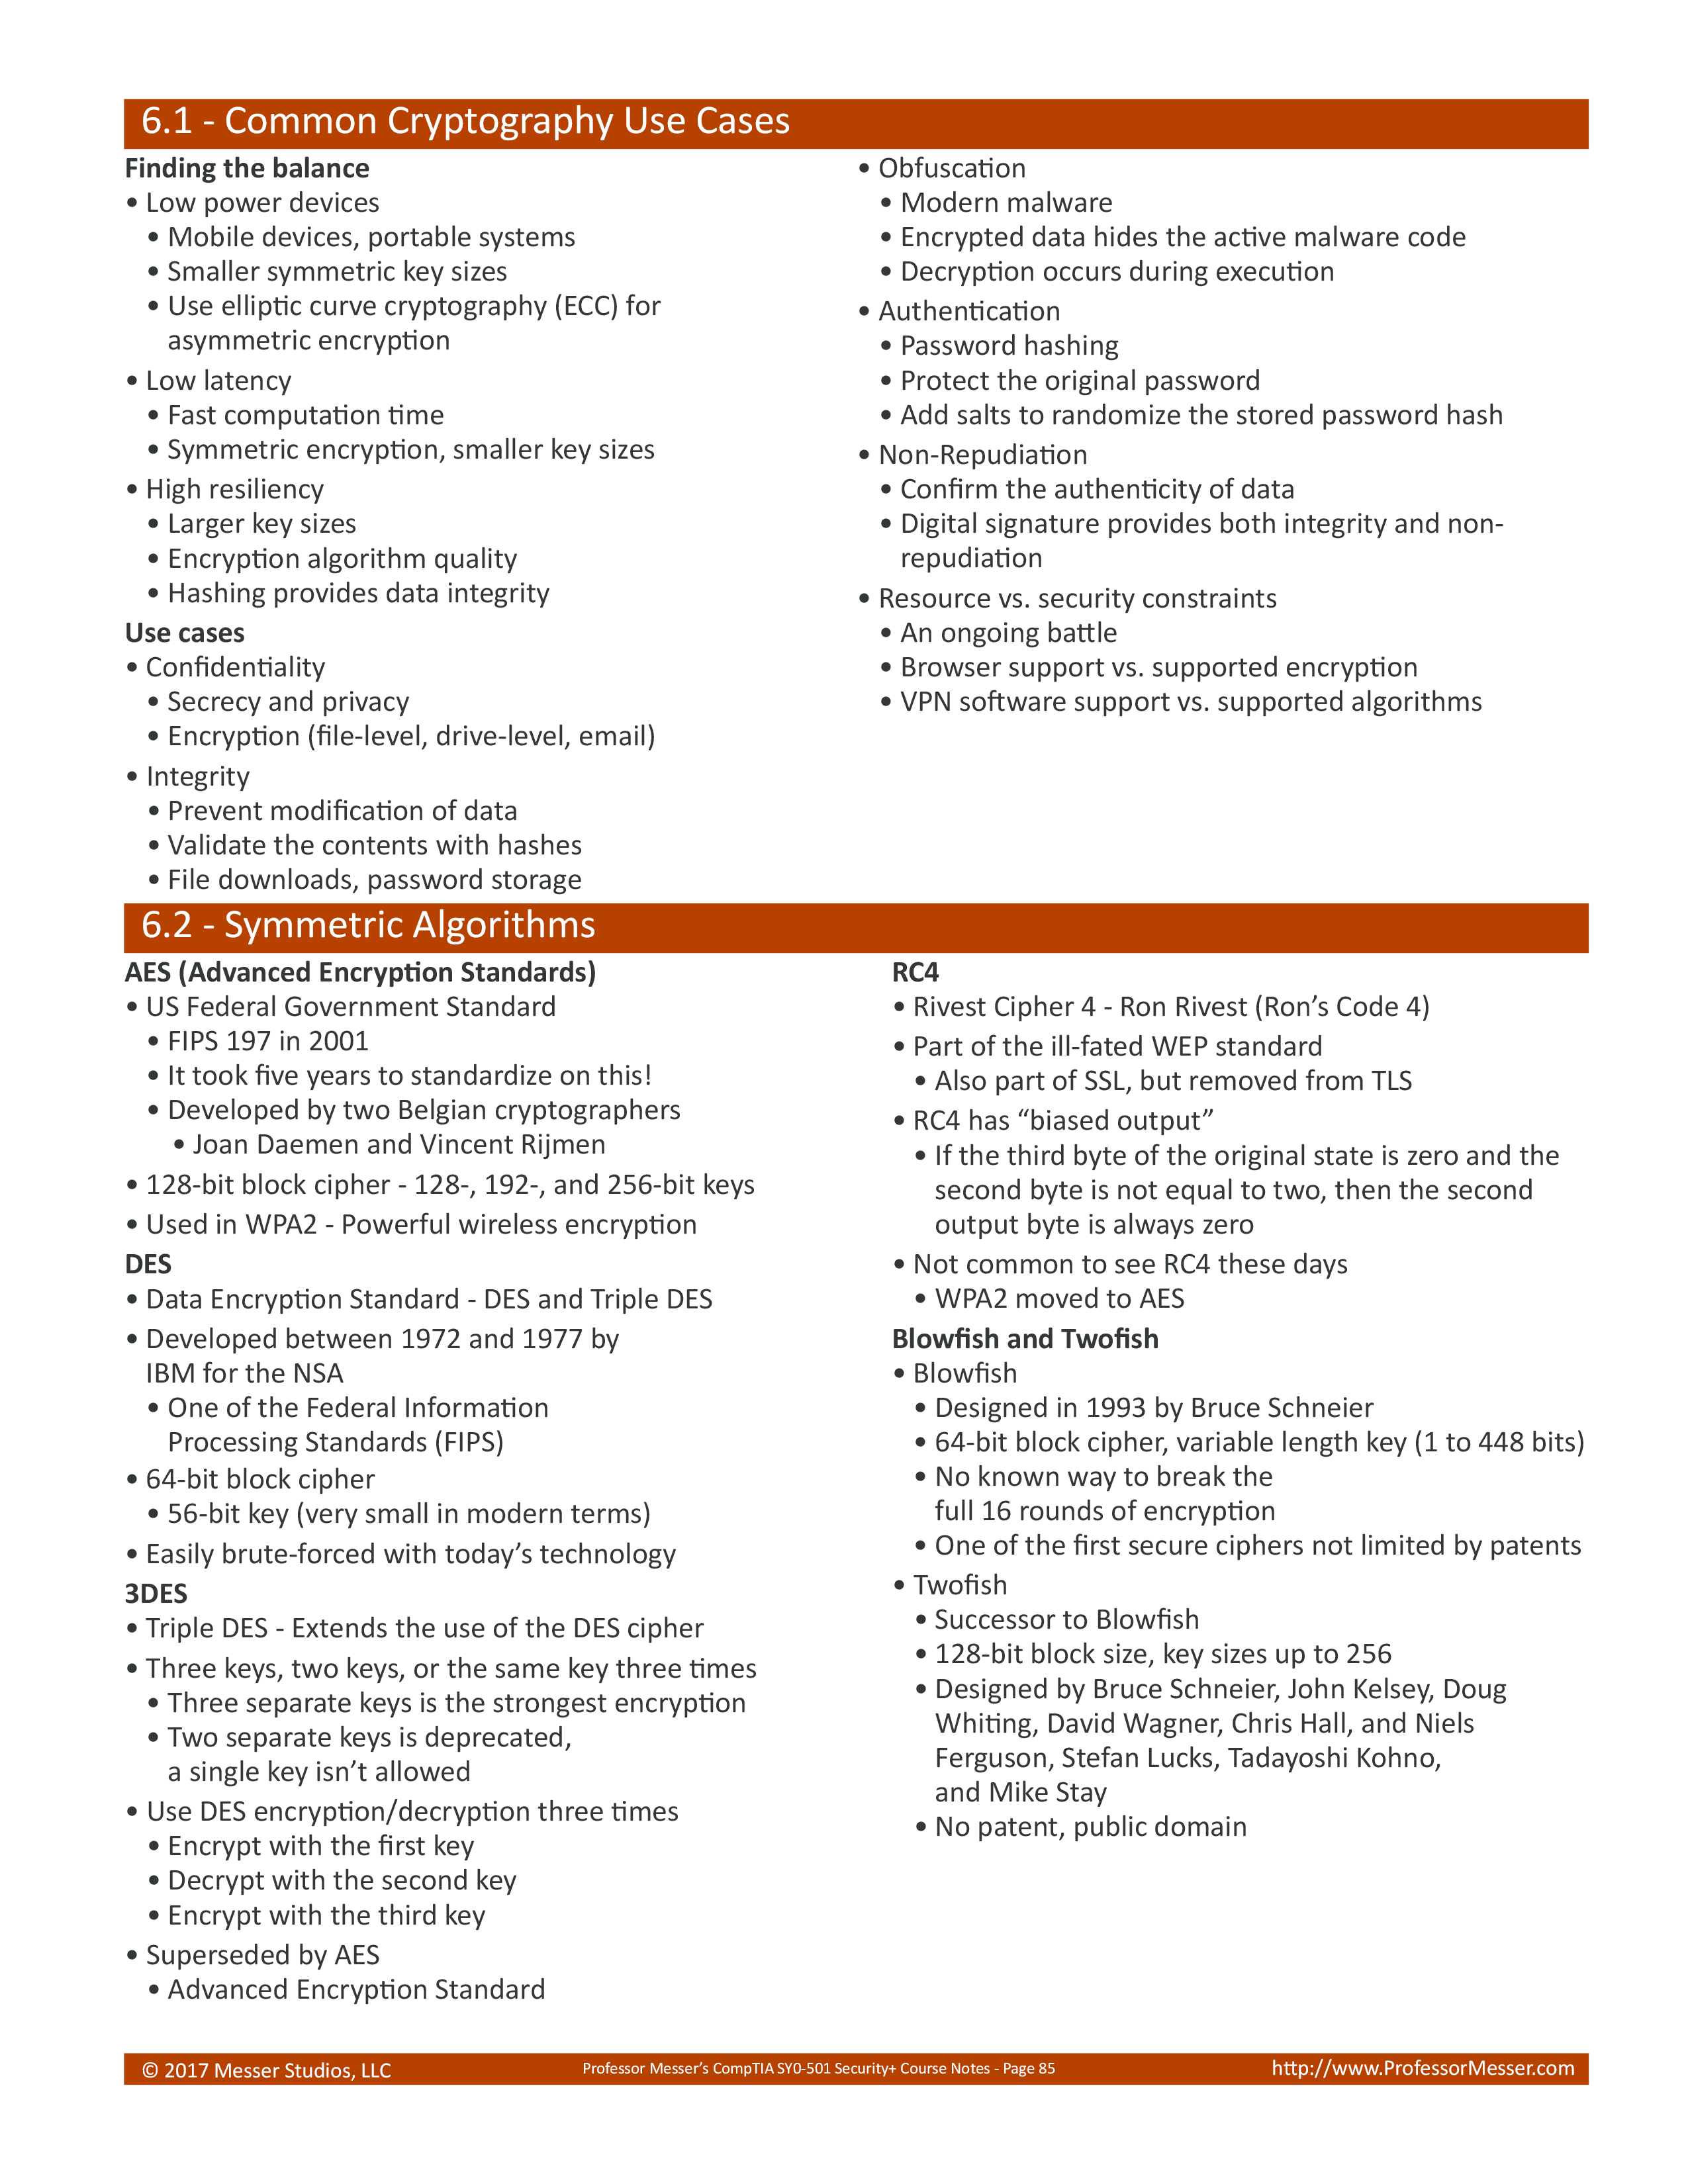 6.1 - Common Cryptography Use Cases
Finding the balance
• Low power devices
• Mobile devices, portable systems
• Smaller symmetric key sizes
• Use elliptic curve cryptography (ECC) for
asymmetric encryption
• Low latency
• Fast computation time
• Symmetric encryption, smaller key sizes
• High resiliency
• Larger key sizes
• Encryption algorithm quality
• Hashing provides data integrity
Use cases
• Confidentiality
• Secrecy and privacy
• Encryption (file-level, drive-level, email)
• Integrity
• Prevent modification of data
• Validate the contents with hashes
• File downloads, password storage
• Obfuscation
• Modern malware
• Encrypted data hides the active malware code
• Decryption occurs during execution
• Authentication
• Password hashing
• Protect the original password
• Add salts to randomize the stored password hash
• Non-Repudiation
• Confirm the authenticity of data
• Digital signature provides both integrity and non-
repudiation
• Resource vs. security constraints
• An ongoing battle
• Browser support vs. supported encryption
• VPN software support vs. supported algorithms
6.2 - Symmetric Algorithms
AES (Advanced Encryption Standards)
• US Federal Government Standard
• FIPS 197 in 2001
• It took five years to standardize on this!
• Developed by two Belgian cryptographers
• Joan Daemen and Vincent Rijmen
• 128-bit block cipher - 128-, 192-, and 256-bit keys
• Used in WPA2 - Powerful wireless encryption
DES
• Data Encryption Standard - DES and Triple DES
• Developed between 1972 and 1977 by
IBM for the NSA
• One of the Federal Information
Processing Standards (FIPS)
• 64-bit block cipher
• 56-bit key (very small in modern terms)
• Easily brute-forced with today’s technology
3DES
• Triple DES - Extends the use of the DES cipher
• Three keys, two keys, or the same key three times
• Three separate keys is the strongest encryption
• Two separate keys is deprecated,
a single key isn’t allowed
• Use DES encryption/decryption three times
• Encrypt with the first key
• Decrypt with the second key
• Encrypt with the third key
• Superseded by AES
• Advanced Encryption Standard
RC4
• Rivest Cipher 4 - Ron Rivest (Ron’s Code 4)
• Part of the ill-fated WEP standard
• Also part of SSL, but removed from TLS
• RC4 has “biased output”
• If the third byte of the original state is zero and the
second byte is not equal to two, then the second
output byte is always zero
• Not common to see RC4 these days
• WPA2 moved to AES
Blowfish and Twofish
• Blowfish
• Designed in 1993 by Bruce Schneier
• 64-bit block cipher, variable length key (1 to 448 bits)
• No known way to break the
full 16 rounds of encryption
• One of the first secure ciphers not limited by patents
• Twofish
• Successor to Blowfish
• 128-bit block size, key sizes up to 256
• Designed by Bruce Schneier, John Kelsey, Doug
Whiting, David Wagner, Chris Hall, and Niels
Ferguson, Stefan Lucks, Tadayoshi Kohno,
and Mike Stay
• No patent, public domain
© 2017 Messer Studios, LLC
Professor Messer’s CompTIA SY0-501 Security+ Course Notes - Page 85
http://www.ProfessorMesser.com